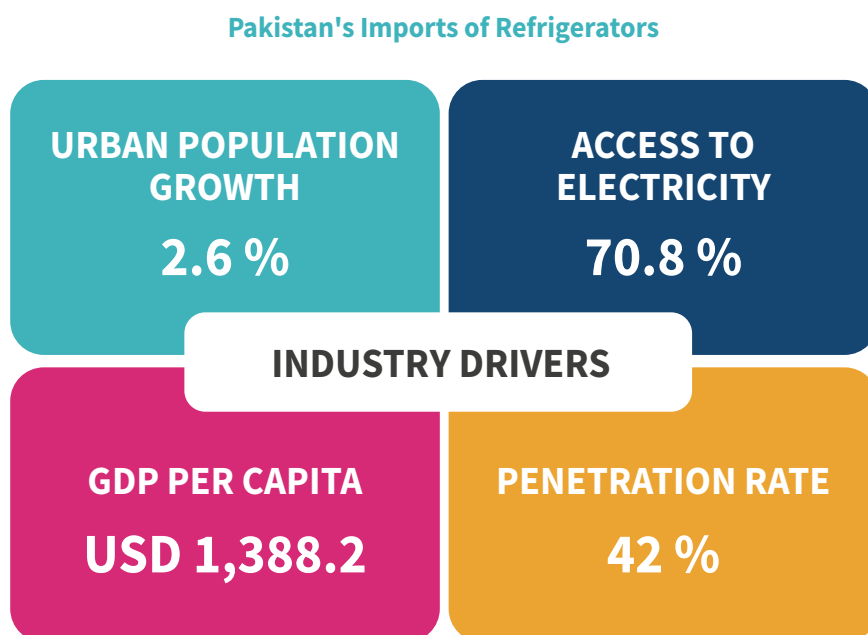 Pakistan's Imports of Refrigerators
URBAN POPULATION
GROWTH
2.6 %
ACCESS TO
ELECTRICITY
70.8 %
INDUSTRY DRIVERS
GDP PER CAPITA
USD 1,388.2
PENETRATION RATE
42 %